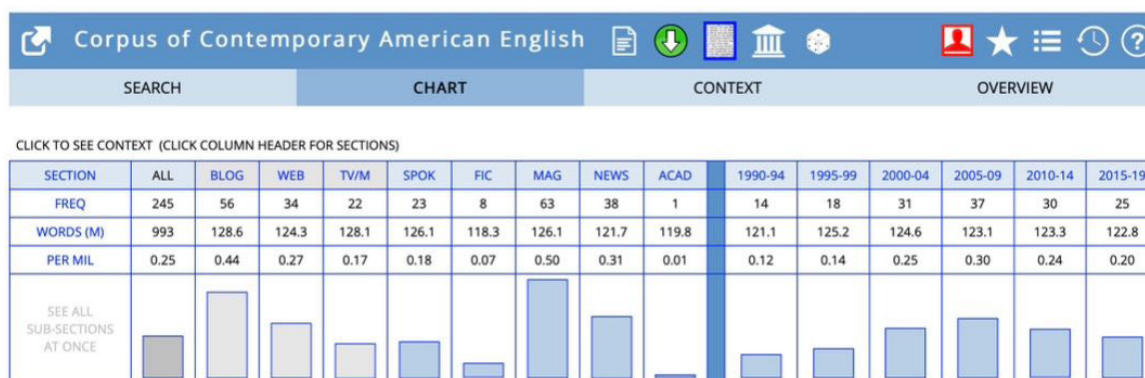 Corpus of Contemporary American English
SEARCH CHART CONTEXT OVERVIEW
CLICK TO SEE CONTEXT (CLICK COLUMN HEADER FOR SECTIONS)
SECTION ALL BLOG WEB TV/M SPOK FIC MAG NEWS ACAD 1990-94 1995-99 2000-04 2005-09 2010-14 2015-19
FREQ 245 56 34 22 23 8 63 38 1 14 18 31 37 30 25
WORDS (M) 993 128.6 124.3 128.1 126.1 118.3 126.1 121.7 119.8 121.1 125.2 124.6 123.1 123.3 122.8
PER MIL 0.25 0.44 0.27 0.17 0.18 0.07 0.50 0.31 0.01 0.12 0.14 0.25 0.30 0.24 0.20
SEE ALL
SUB-SECTIONS
AT ONCE